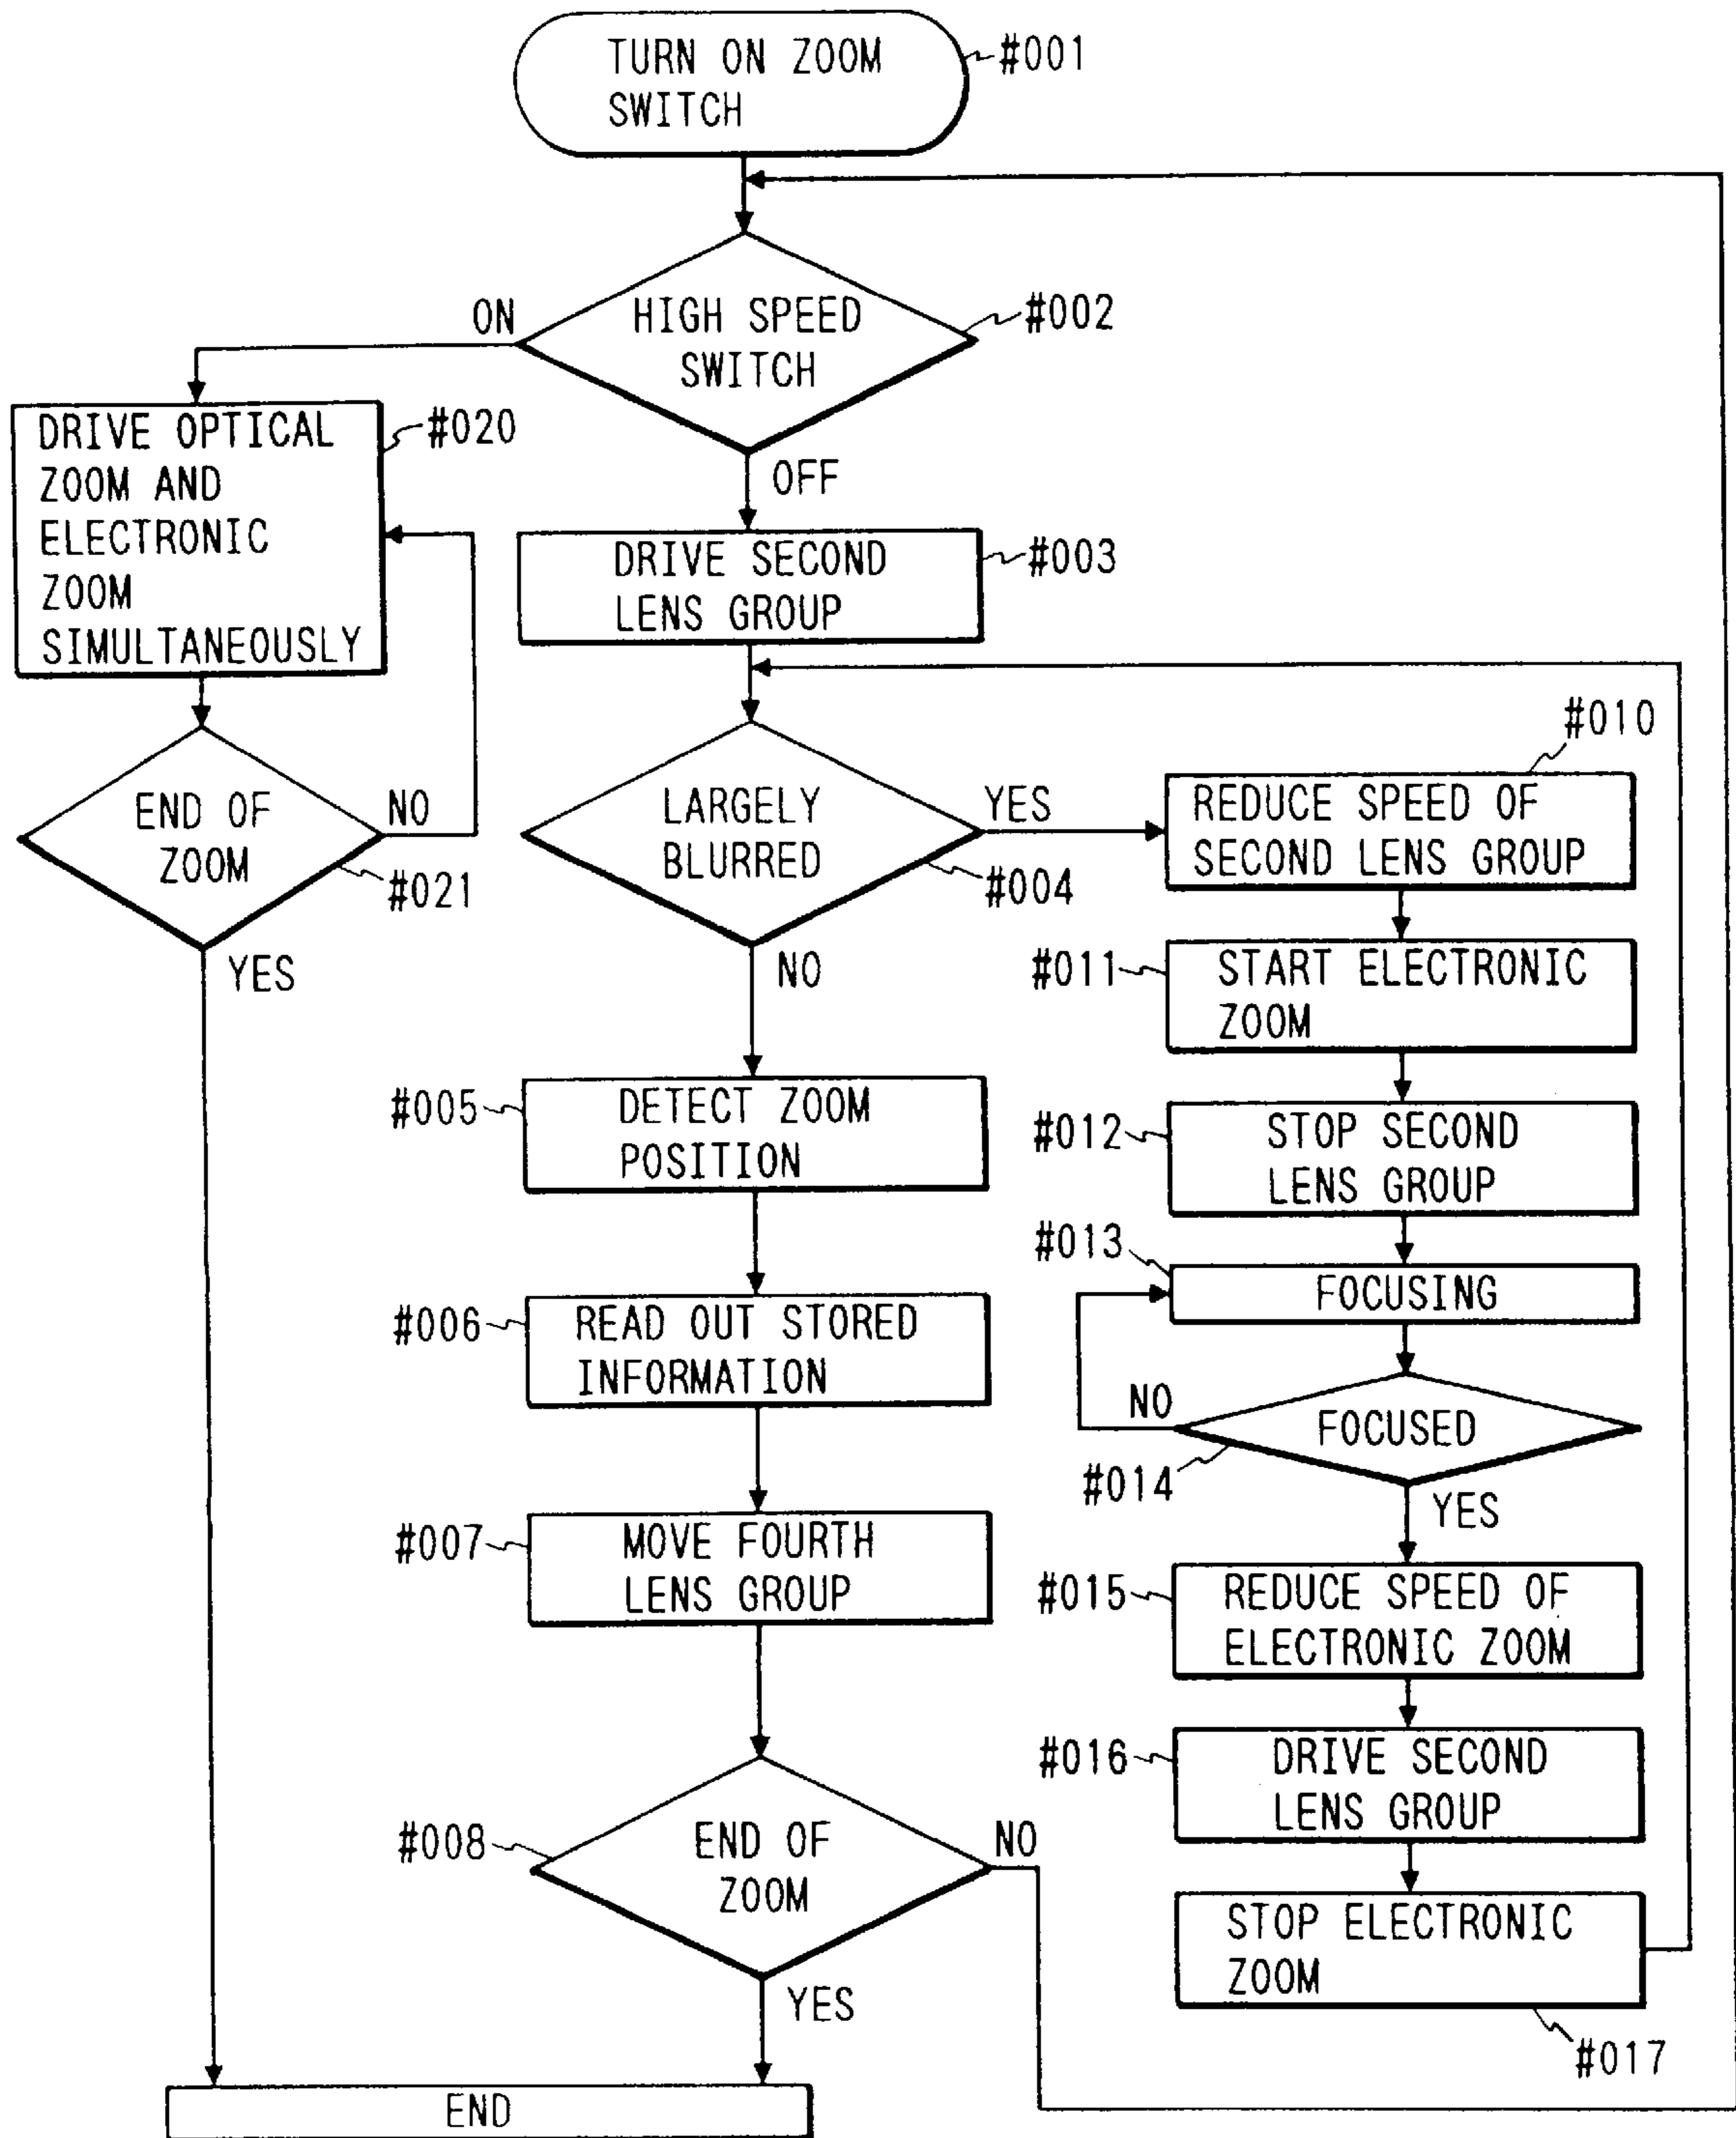 TURN ON ZOOM
SWITCH
#001
HIGH SPEED
SWITCH
#002
ON
OFF
DRIVE OPTICAL
ZOOM AND
ELECTRONIC
ZOOM
SIMULTANEOUSLY
#020
DRIVE SECOND
LENS GROUP
#003
END OF
ZOOM
NO
#021
YES
LARGELY
BLURRED
YES
#004
NO
#010
REDUCE SPEED OF
SECOND LENS GROUP
#011
START ELECTRONIC
ZOOM
#005
DETECT ZOOM
POSITION
#012
STOP SECOND
LENS GROUP
#013
FOCUSING
#006
READ OUT STORED
INFORMATION
NO
FOCUSED
#014
YES
#007
MOVE FOURTH
LENS GROUP
#015
REDUCE SPEED OF
ELECTRONIC ZOOM
#016
DRIVE SECOND
LENS GROUP
#008
END OF
ZOOM
NO
YES
STOP ELECTRONIC
ZOOM
#017
END